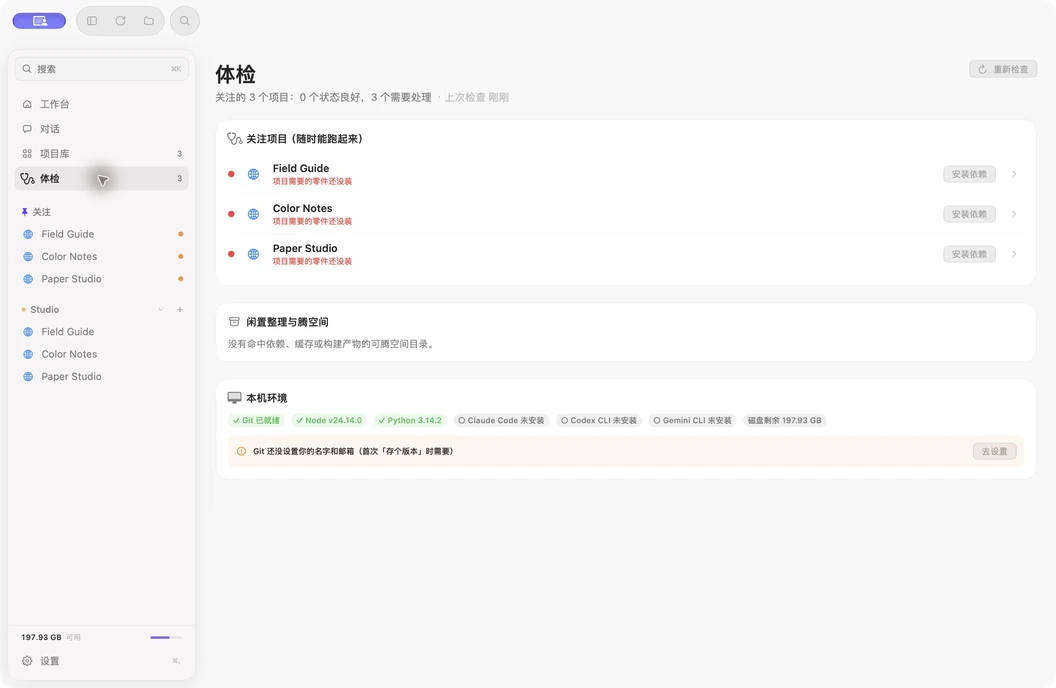 搜索
⌘K
工作台
对话
项目库
3
体检
3
关注
Field Guide
Color Notes
Paper Studio
Studio
Field Guide
Color Notes
Paper Studio
197.93 GB 可用
设置
⌘,
体检
重新检查
关注的 3 个项目：0 个状态良好，3 个需要处理 · 上次检查 刚刚
关注项目（随时能跑起来）
Field Guide
项目需要的零件还没装
安装依赖
Color Notes
项目需要的零件还没装
安装依赖
Paper Studio
项目需要的零件还没装
安装依赖
闲置整理与腾空间
没有命中依赖、缓存或构建产物的可腾空间目录。
本机环境
Git 已就绪
Node v24.14.0
Python 3.14.2
Claude Code 未安装
Codex CLI 未安装
Gemini CLI 未安装
磁盘剩余 197.93 GB
Git 还没设置你的名字和邮箱（首次「存个版本」时需要）
去设置